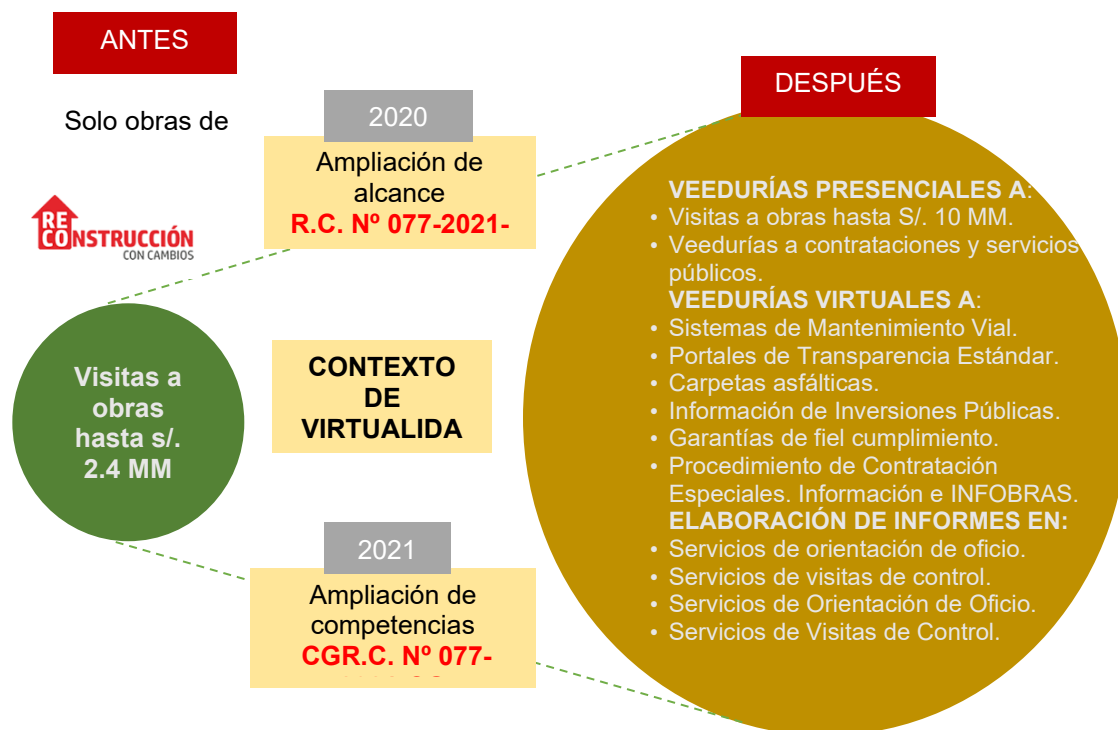 ANTES
Solo obras de
RE
CONSTRUCCIÓN
CON CAMBIOS
Visitas a
obras
hasta s/.
2.4 MM
2020
Ampliación de
alcance
R.C. Nº 077-2021-
CONTEXTO
DE
VIRTUALIDA
2021
Ampliación de
competencias
CGR.C. Nº 077-
DESPUÉS
VEEDURÍAS PRESENCIALES A:
• Visitas a obras hasta S/. 10 MM.
• Veedurías a contrataciones y servicios
públicos.
VEEDURÍAS VIRTUALES A:
• Sistemas de Mantenimiento Vial.
• Portales de Transparencia Estándar.
• Carpetas asfálticas.
• Información de Inversiones Públicas.
• Garantías de fiel cumplimiento.
• Procedimiento de Contratación
Especiales. Información e INFOBRAS.
ELABORACIÓN DE INFORMES EN:
• Servicios de orientación de oficio.
• Servicios de visitas de control.
• Servicios de Orientación de Oficio.
• Servicios de Visitas de Control.